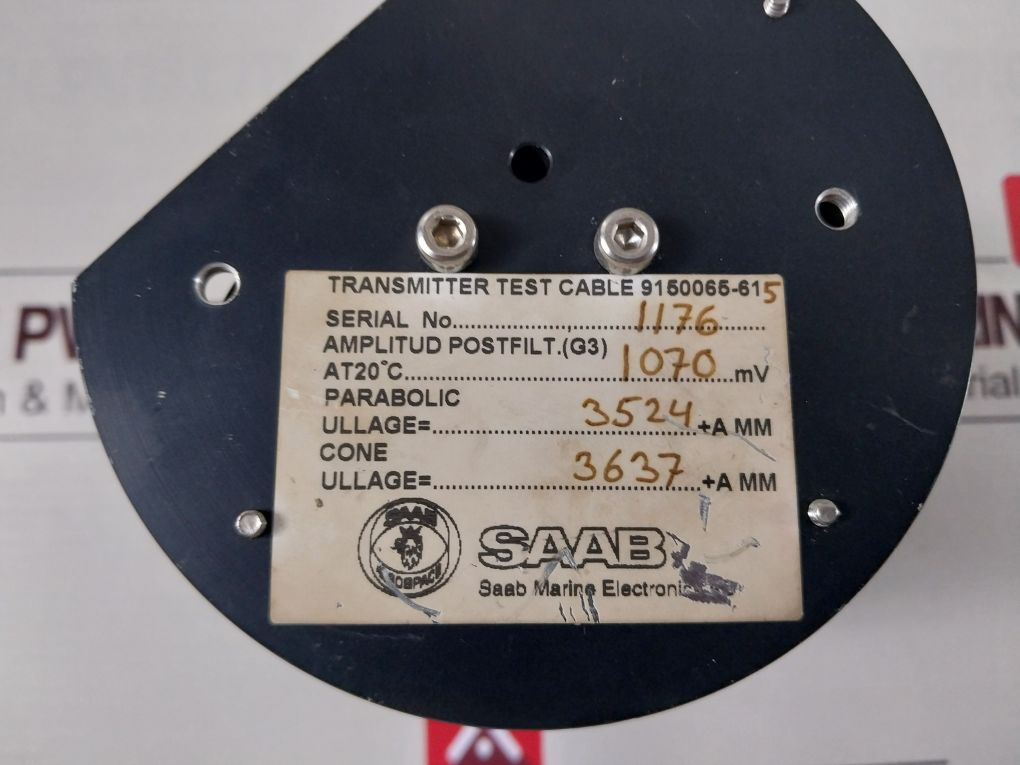 TRANSMITTER TEST CABLE 9150065-615
SERIAL No. 1176
AMPLITUD POSTFILT.(G3)
AT20°C. 1070 mV
PARABOLIC
ULLAGE= 3524 +A MM
CONE
ULLAGE= 3637 +A MM
SAAB
SAAB
Saab Marine